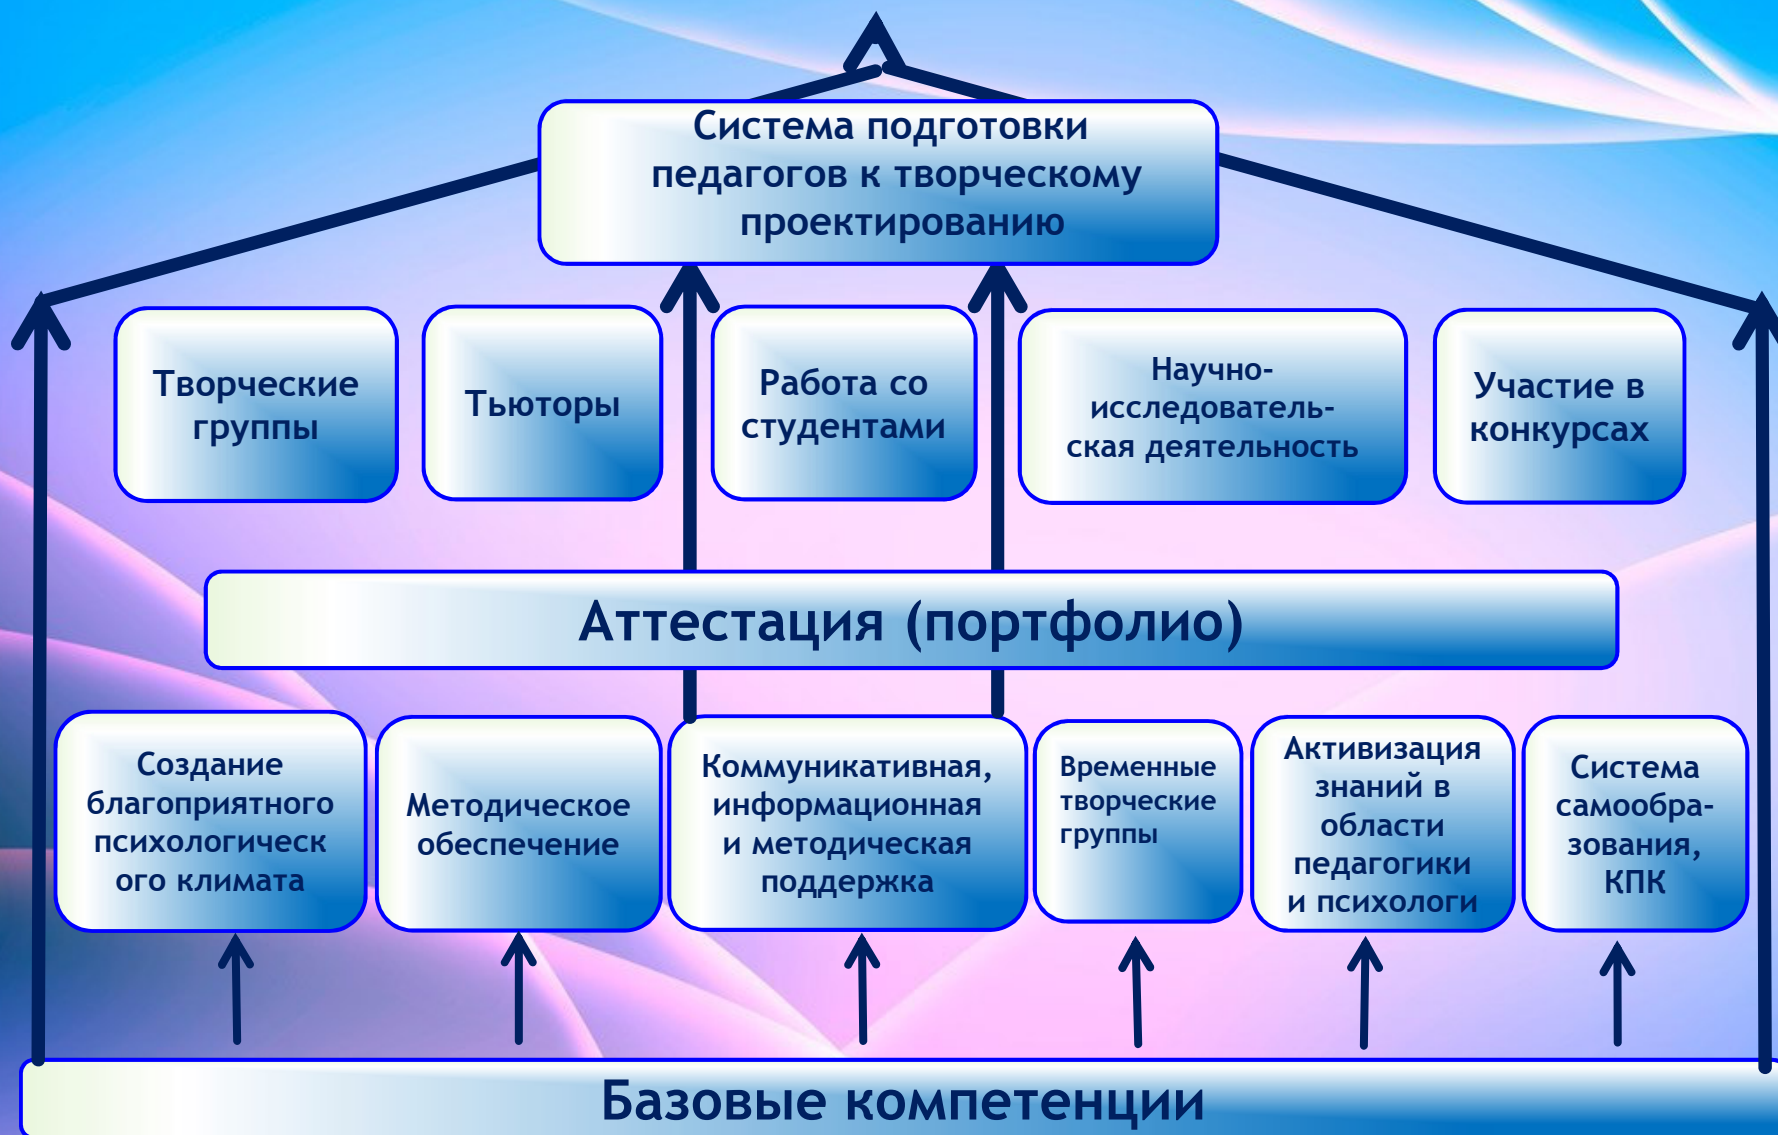 Система подготовки
педагогов к творческому
проектированию
Творческие
группы
Тьюторы
Работа со
студентами
Научно-
исследователь-
ская деятельность
Участие в
конкурсах
Аттестация (портфолио)
Создание
благоприятного
психологическ
ого климата
Методическое
обеспечение
Коммуникативная,
информационная
и методическая
поддержка
Временные
творческие
группы
Активизация
знаний в
области
педагогики
и психологи
Система
самообра-
зования,
КПК
Базовые компетенции